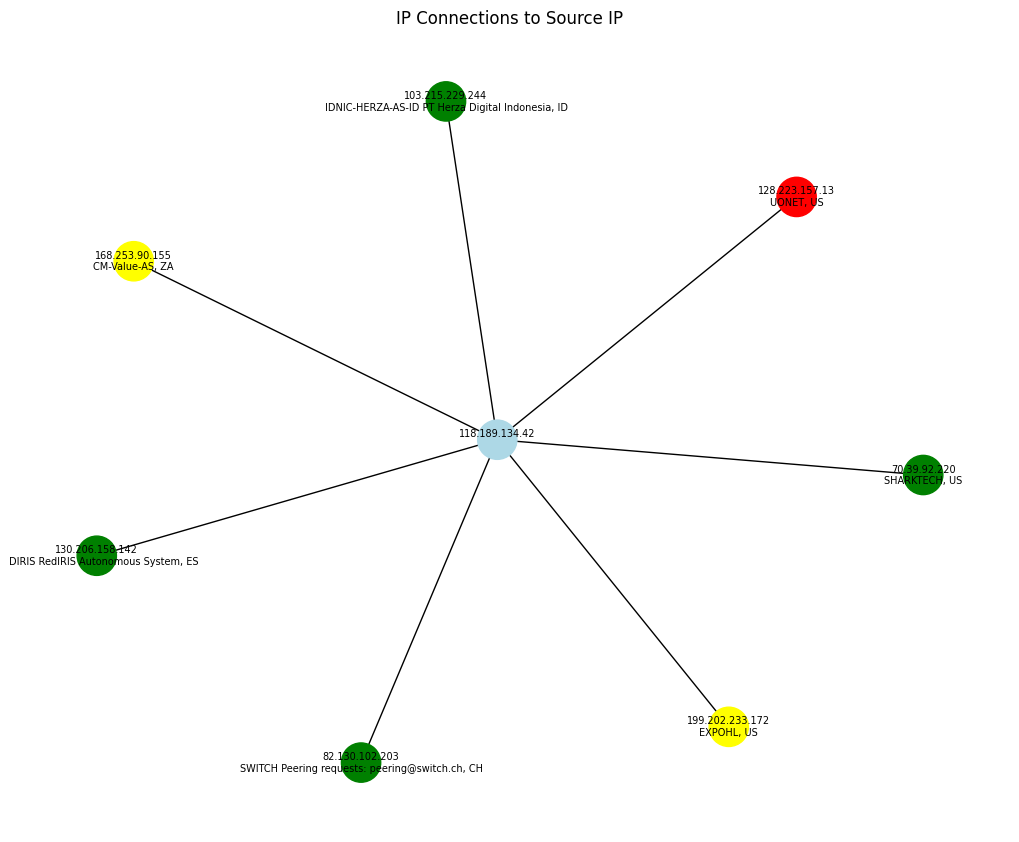 IP Connections to Source IP
103.215.229.244
IDNIC-HERZA-AS-ID PT Herza Digital Indonesia, ID
128.223.157.13
UONET, US
168.253.90.155
CM-Value-AS, ZA
118.189.134.42
70.39.92.220
SHARKTECH, US
130.206.158.142
DIRIS RedIRIS Autonomous System, ES
199.202.233.172
EXPOHL, US
82.130.102.203
SWITCH Peering requests: peering@switch.ch, CH